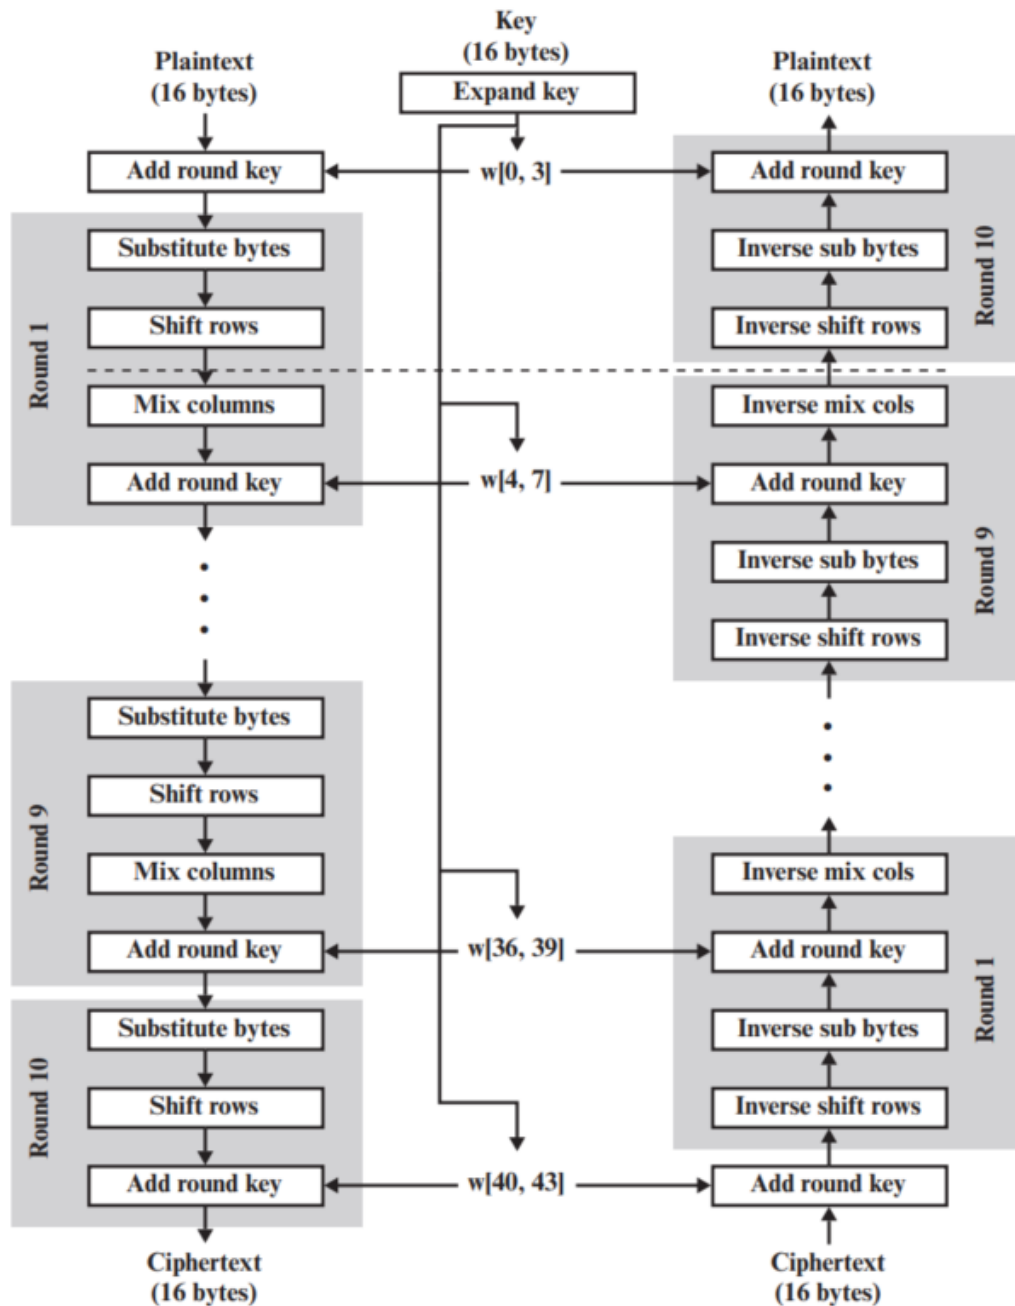 Key
(16 bytes)
Plaintext
(16 bytes)
Expand key
Plaintext
(16 bytes)
Add round key
w[0, 3]
Add round key
Substitute bytes
Inverse sub bytes
Round 10
Shift rows
Inverse shift rows
Round 1
Mix columns
Inverse mix cols
Add round key
w[4, 7]
Add round key
Inverse sub bytes
Round 9
Inverse shift rows
Substitute bytes
Shift rows
Round 9
Mix columns
Inverse mix cols
Add round key
w[36, 39]
Add round key
Round 1
Substitute bytes
Inverse sub bytes
Round 10
Shift rows
Inverse shift rows
Add round key
w[40, 43]
Add round key
Ciphertext
(16 bytes)
Ciphertext
(16 bytes)